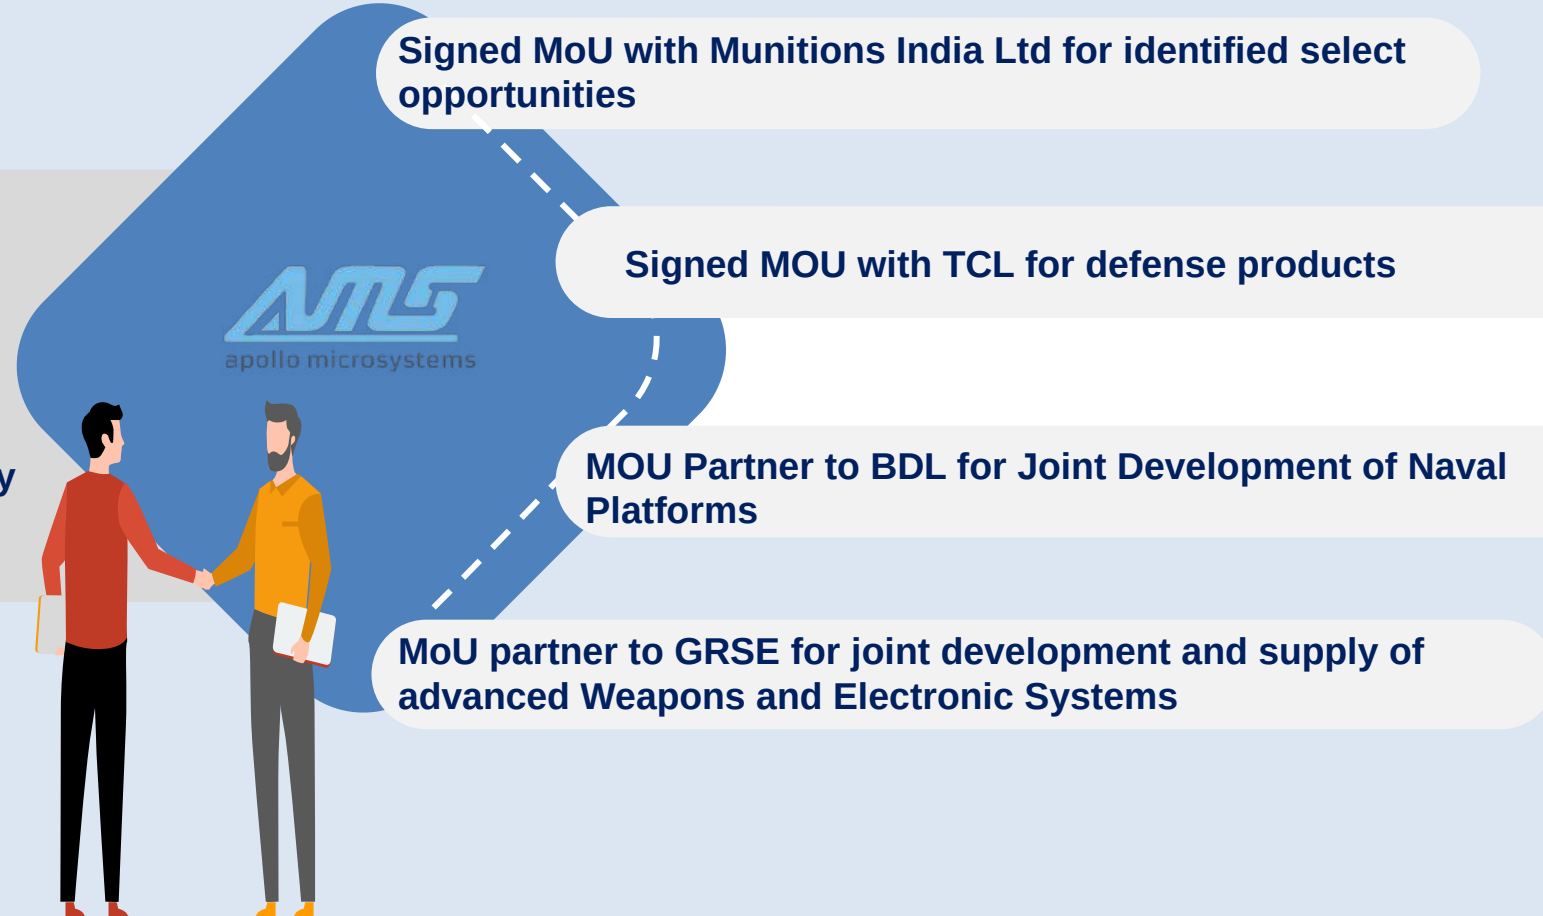 Signed MoU with Munitions India Ltd for identified select
opportunities
Signed MOU with TCL for defense products
AMS
apollo microsystems
MOU Partner to BDL for Joint Development of Naval
Platforms
y
MoU partner to GRSE for joint development and supply of
advanced Weapons and Electronic Systems